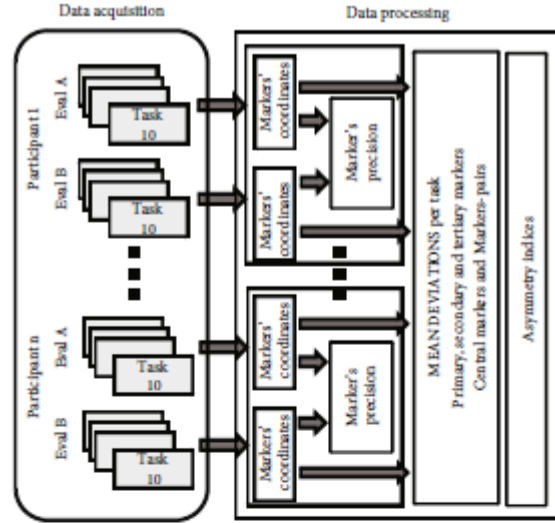 Data acquisition
Data processing
Participant 1
Eval A
Task
10
Eval B
Task
10
Markers'
coordinates
Markers'
coordinates
Marker's
precision
Participant n
Eval A
Task
10
Eval B
Task
10
Markers'
coordinates
Markers'
coordinates
Marker's
precision
MEAN DEVIATIONS per task
Primary, secondary and tertiary markers
Central markers and Markers-pairs
Asymmetry indices